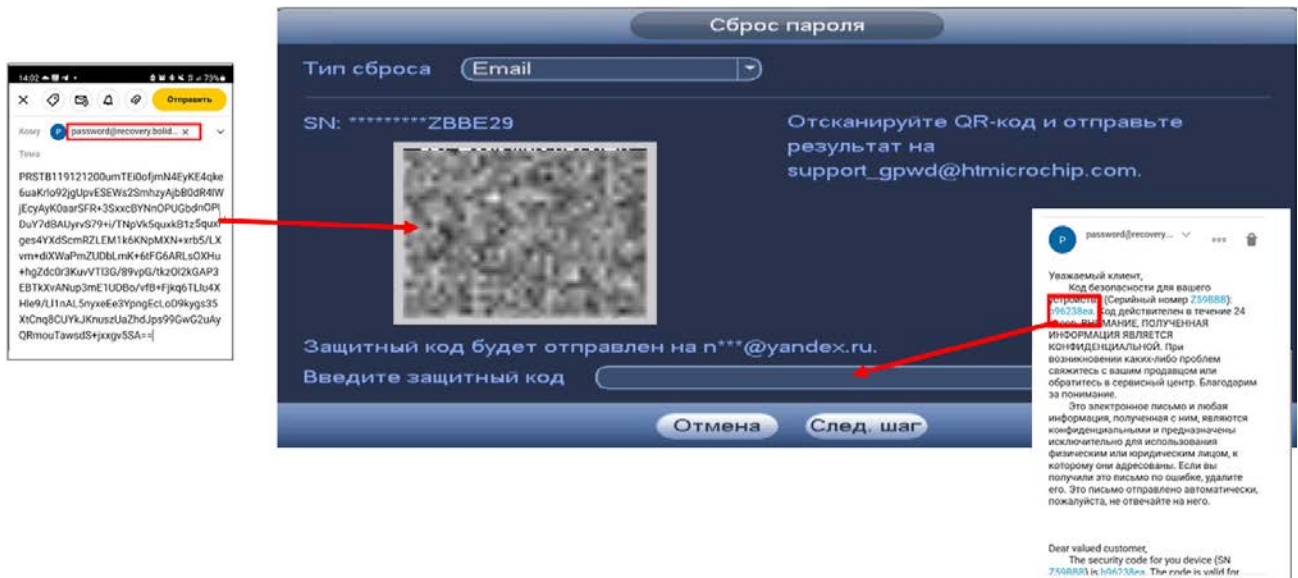 Сброс пароля
Тип сброса
Email
SN: *********ZBBE29
Отсканируйте QR-код и отправьте
результат на
support_gpwd@htmicrochip.com.
Защитный код будет отправлен на n***@yandex.ru.
Введите защитный код
Отмена
След. шаг
14:02
73%
Отправить
Кому
P
password@recovery.bolid...
Тема
PRSTB119121200umTEi0ofjmN4EyKE4qke
6uaKrlo92jgUpvESEWs2SmhzyAjbB0dR4lW
jEcyAyK0aarSFR+3SxxcBYNnOPUGbdnOPl
DuY7dBAUyrvS79+i/TNpVk5quxkB1z5quxl
ges4YXdScmRZLEM1k6KNpMXN+xrb5/LX
vm+diXWaPmZUDbLmK+6tFG6ARLsOXHu
+hgZdc0r3KuvVTl3G/89vpG/tkzOl2kGAP3
EBTkXvANup3mE1UDBo/vfB+Fjkq6TLlu4X
Hle9/Ll1nAL5nyxeEe3YpngEcLoD9kygs35
XtCnq8CUYkJKnuszUaZhdJps99GwG2uAy
QRmouTawsdS+jxxgvSSA==
P
password@recovery...
Уважаемый клиент,
Код безопасности для вашего
устройства (Серийный номер Z59BBB):
b96238ea. Код действителен в течение 24
ВНИМАНИЕ, ПОЛУЧЕННАЯ
ИНФОРМАЦИЯ ЯВЛЯЕТСЯ
КОНФИДЕНЦИАЛЬНОЙ. При
возникновении каких-либо проблем
свяжитесь с вашим продавцом или
обратитесь в сервисный центр. Благодарим
за понимание.
Это электронное письмо и любая
информация, полученная с ним, являются
конфиденциальными и предназначены
исключительно для использования
физическим или юридическим лицом, к
которому они адресованы. Если вы
получили это письмо по ошибке, удалите
его. Это письмо отправлено автоматически,
пожалуйста, не отвечайте на него.
Dear valued customer,
The security code for you device (SN
Z59BBB) is b96238ea. The code is valid for